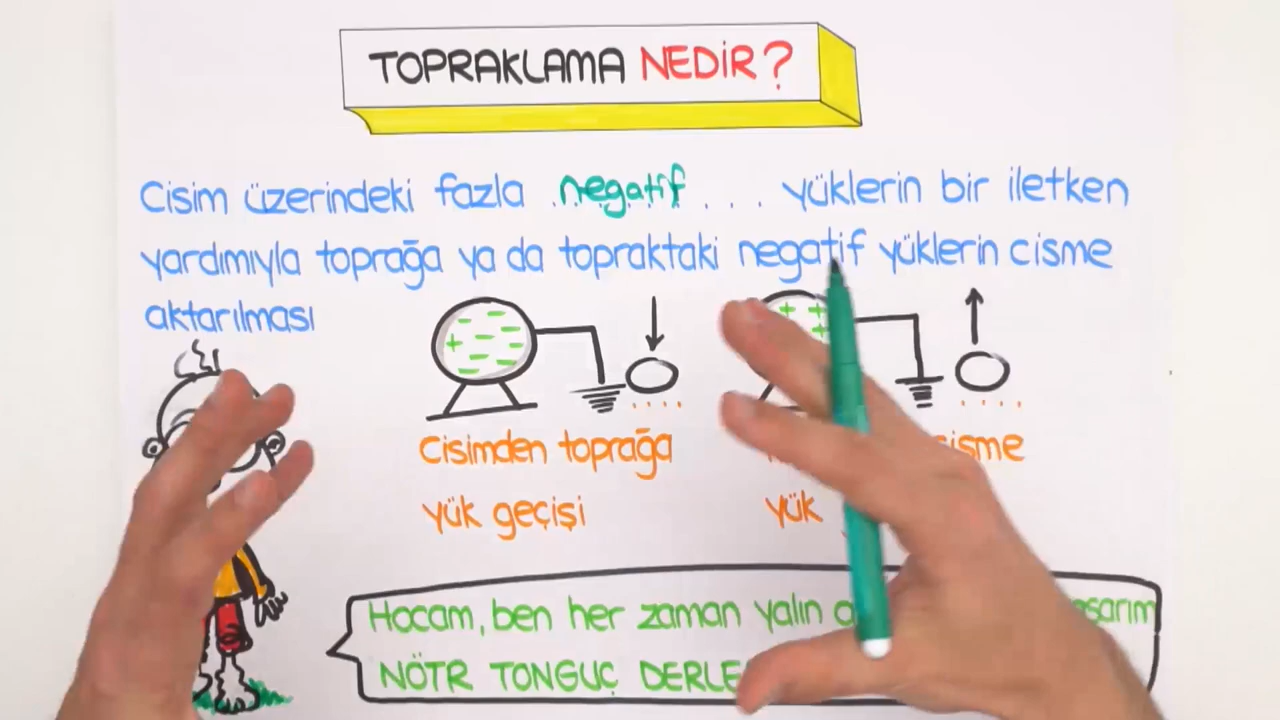 TOPRAKLAMA NEDİR?
Cisim üzerindeki fazla negatif ... yüklerin bir iletken
yardımıyla toprağa ya da topraktaki negatif yüklerin cisme
aktarılması
Cisimden toprağa
yük geçişi
cisme
yük
Hocam, ben her zaman yalın
NÖTR TONGUÇ